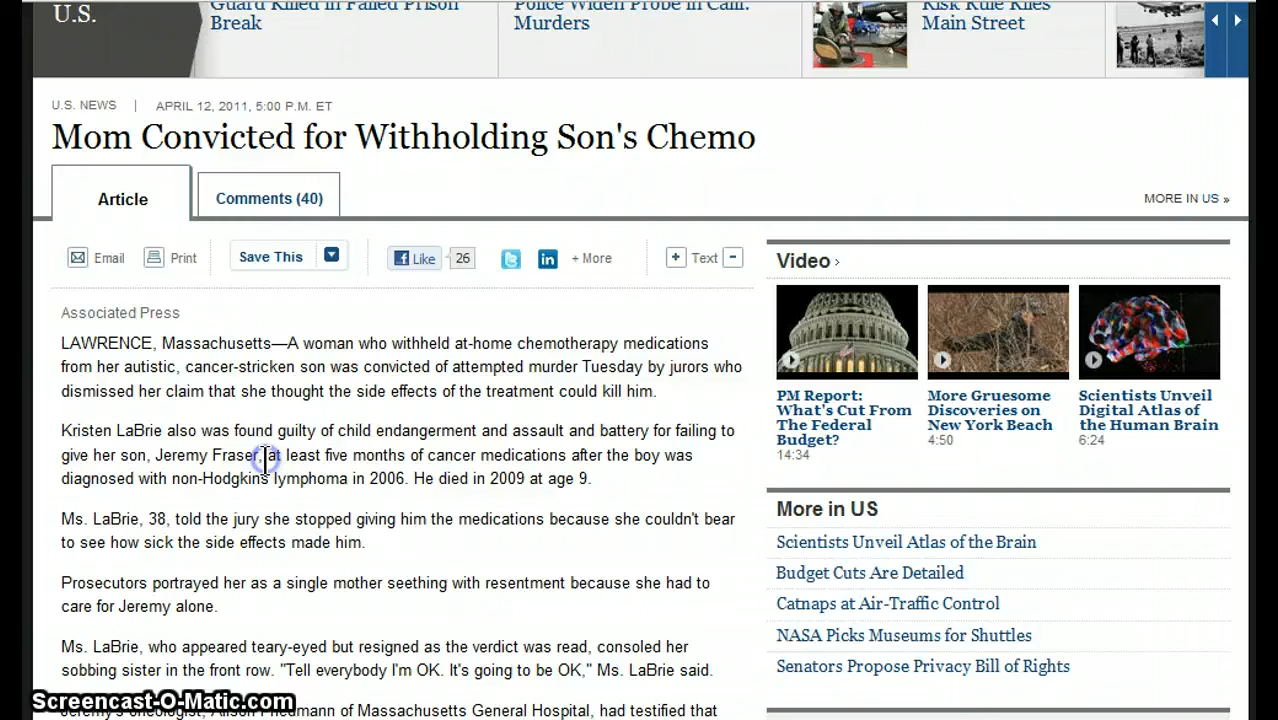 U.S.
Guard Killed in Failed Prison
Break
Police Widen Probe in Calif.
Murders
Risk Rule Riles
Main Street
U.S. NEWS | APRIL 12, 2011, 5:00 P.M. ET
Mom Convicted for Withholding Son's Chemo
Article
Comments (40)
MORE IN US »
Email
Print
Save This
Like
26
+ More
+ Text -
Associated Press
LAWRENCE, Massachusetts—A woman who withheld at-home chemotherapy medications
from her autistic, cancer-stricken son was convicted of attempted murder Tuesday by jurors who
dismissed her claim that she thought the side effects of the treatment could kill him.
Kristen LaBrie also was found guilty of child endangerment and assault and battery for failing to
give her son, Jeremy Fraser, at least five months of cancer medications after the boy was
diagnosed with non-Hodgkins lymphoma in 2006. He died in 2009 at age 9.
Ms. LaBrie, 38, told the jury she stopped giving him the medications because she couldn't bear
to see how sick the side effects made him.
Prosecutors portrayed her as a single mother seething with resentment because she had to
care for Jeremy alone.
Ms. LaBrie, who appeared teary-eyed but resigned as the verdict was read, consoled her
sobbing sister in the front row. "Tell everybody I'm OK. It's going to be OK," Ms. LaBrie said.
Jeremy's oncologist, Alison Friedmann of Massachusetts General Hospital, had testified that
Video ›
PM Report:
What's Cut From
The Federal
Budget?
14:34
More Gruesome
Discoveries on
New York Beach
4:50
Scientists Unveil
Digital Atlas of
the Human Brain
6:24
More in US
Scientists Unveil Atlas of the Brain
Budget Cuts Are Detailed
Catnaps at Air-Traffic Control
NASA Picks Museums for Shuttles
Senators Propose Privacy Bill of Rights
Screencast-O-Matic.com